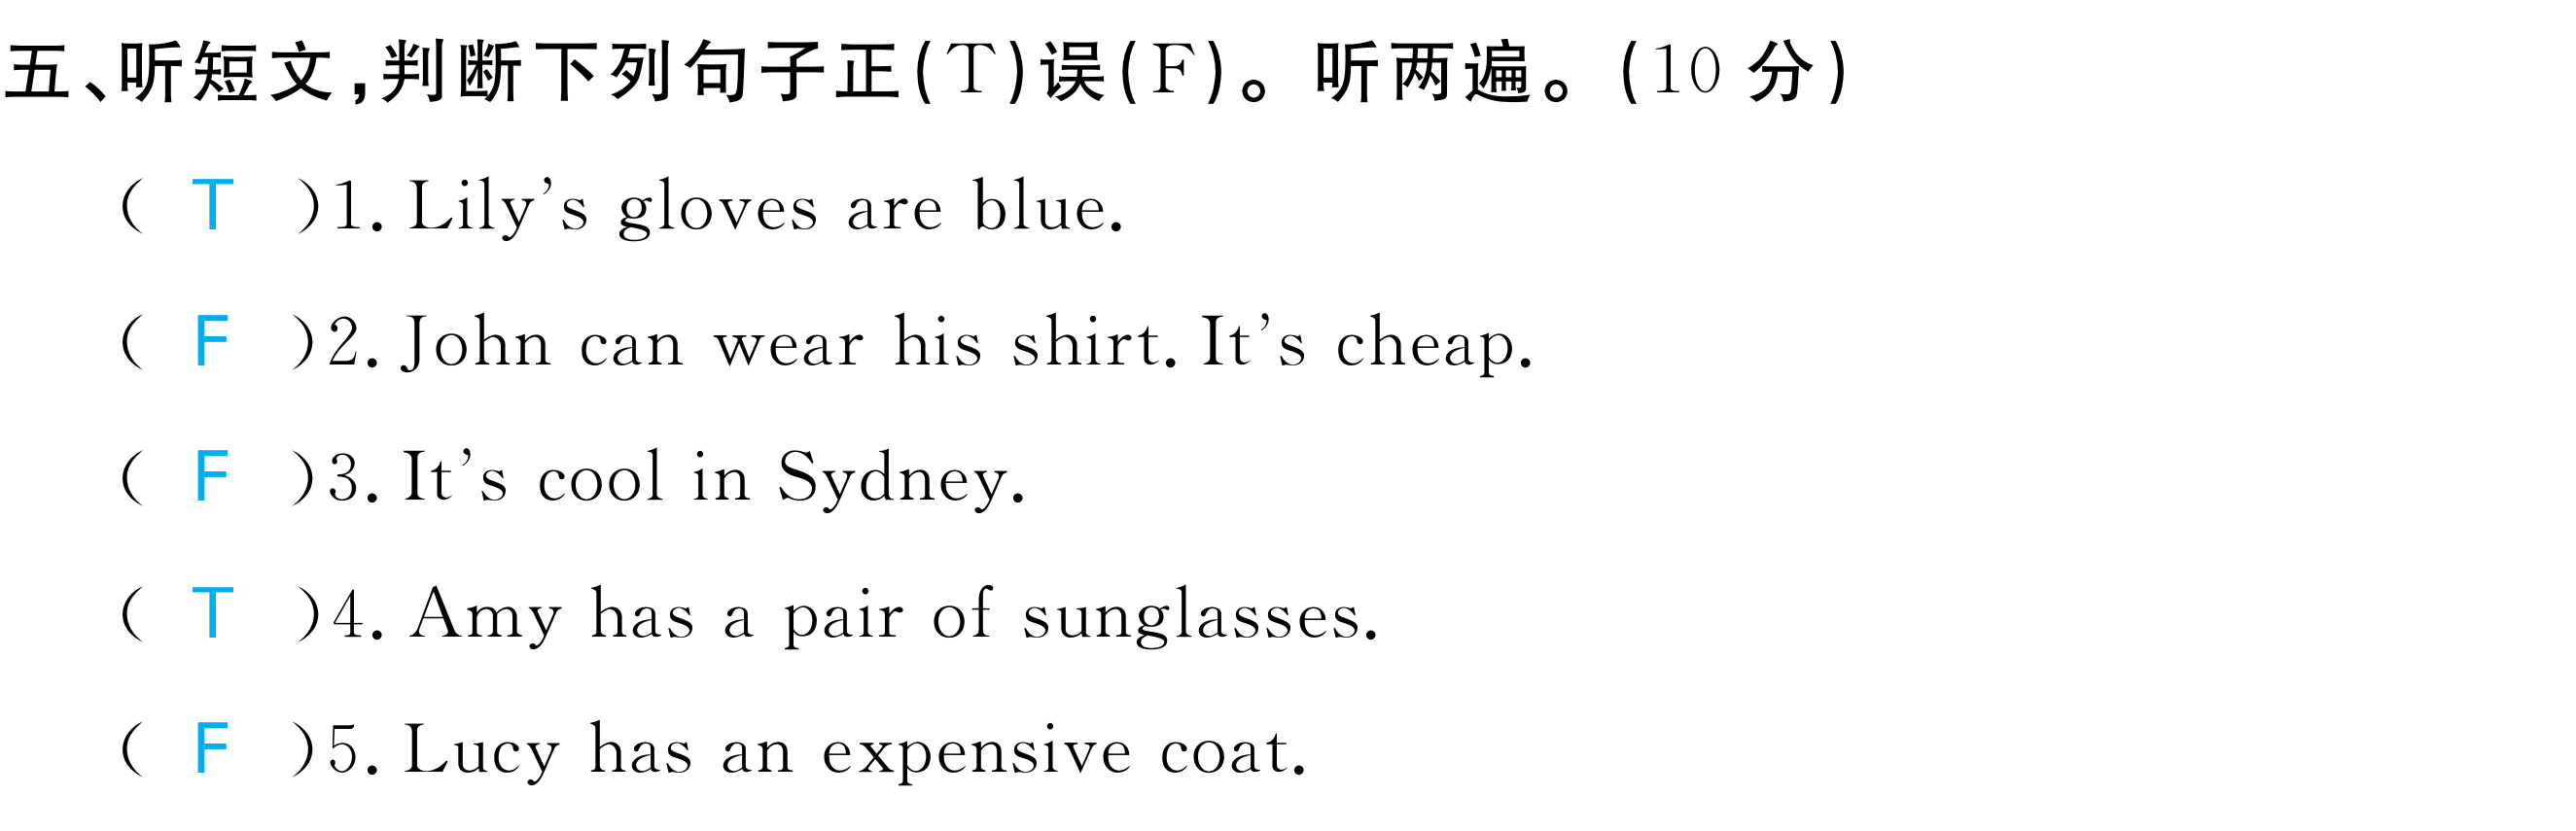 五、听短文,判断下列句子正(T)误(F)。听两遍。(10 分)
( T )1. Lily's gloves are blue.
( F )2. John can wear his shirt. It's cheap.
( F )3. It's cool in Sydney.
( T )4. Amy has a pair of sunglasses.
( F )5. Lucy has an expensive coat.